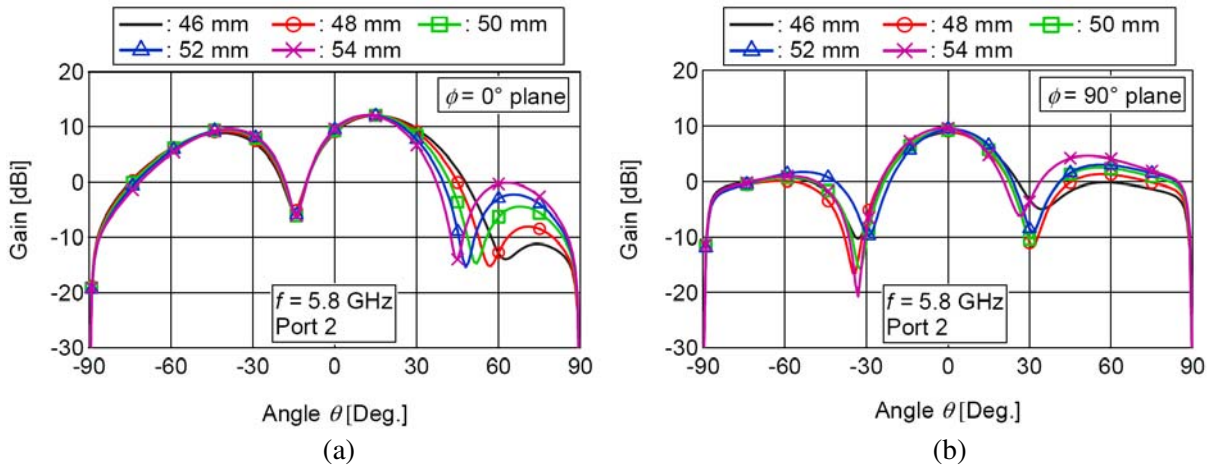 : 46 mm : 48 mm : 50 mm
: 52 mm : 54 mm
20
10
0
-10
-20
-30
Gain [dBi]
ϕ = 0° plane
f = 5.8 GHz
Port 2
-90 -60 -30 0 30 60 90
Angle θ [Deg.]
(a)
: 46 mm : 48 mm : 50 mm
: 52 mm : 54 mm
20
10
0
-10
-20
-30
Gain [dBi]
ϕ = 90° plane
f = 5.8 GHz
Port 2
-90 -60 -30 0 30 60 90
Angle θ [Deg.]
(b)